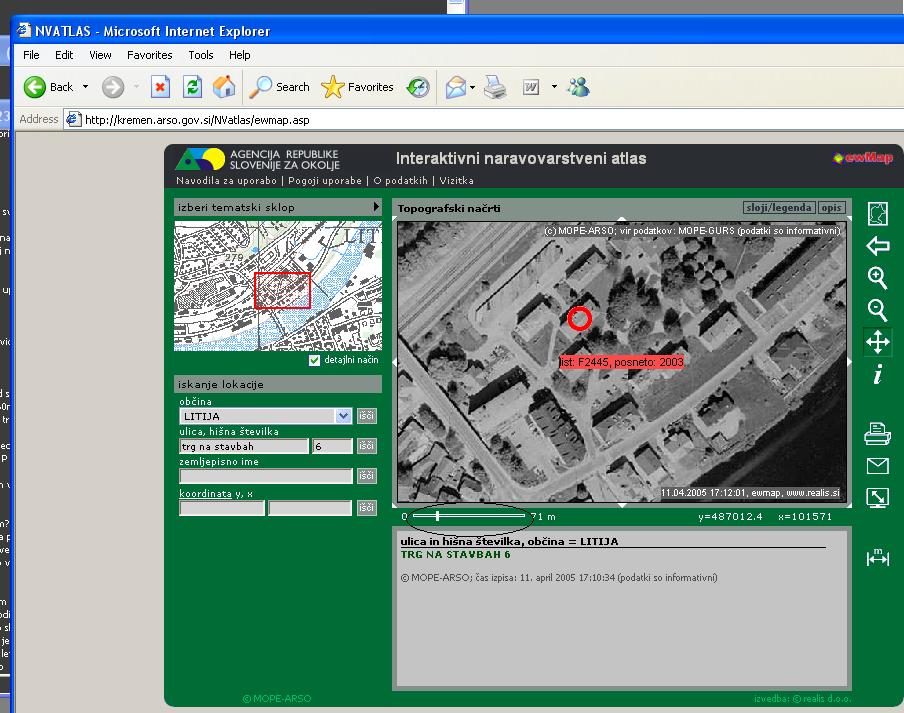 NVATLAS - Microsoft Internet Explorer
File Edit View Favorites Tools Help
Back Search Favorites
Address http://kremen.arso.gov.si/NVatlas/ewmap.asp
AGENCIJA REPUBLIKE
SLOVENIJE ZA OKOLJE
Interaktivni naravovarstveni atlas
ewMap
Navodila za uporabo | Pogoji uporabe | O podatkih | Vizitka
izberi tematski sklop
Topografski načrti
sloji/legenda opis
(c) MOPE-ARSO; vir podatkov: MOPE-GURS (podatki so informativni)
279
list: F2445, posneto: 2003
detajlni način
iskanje lokacije
občina
LITIJA
išči
ulica, hišna številka
trg na stavbah 6 išči
zemljepisno ime
išči
koordinata y, x
išči
11.04.2005 17:12:01, ewmap, www.realis.si
0 71 m y=487012.4 x=101571
ulica in hišna številka, občina = LITIJA
TRG NA STAVBAH 6
© MOPE-ARSO; čas izpisa: 11. april 2005 17:10:34 (podatki so informativni)
© MOPE-ARSO
izvedba: © realis d.o.o.